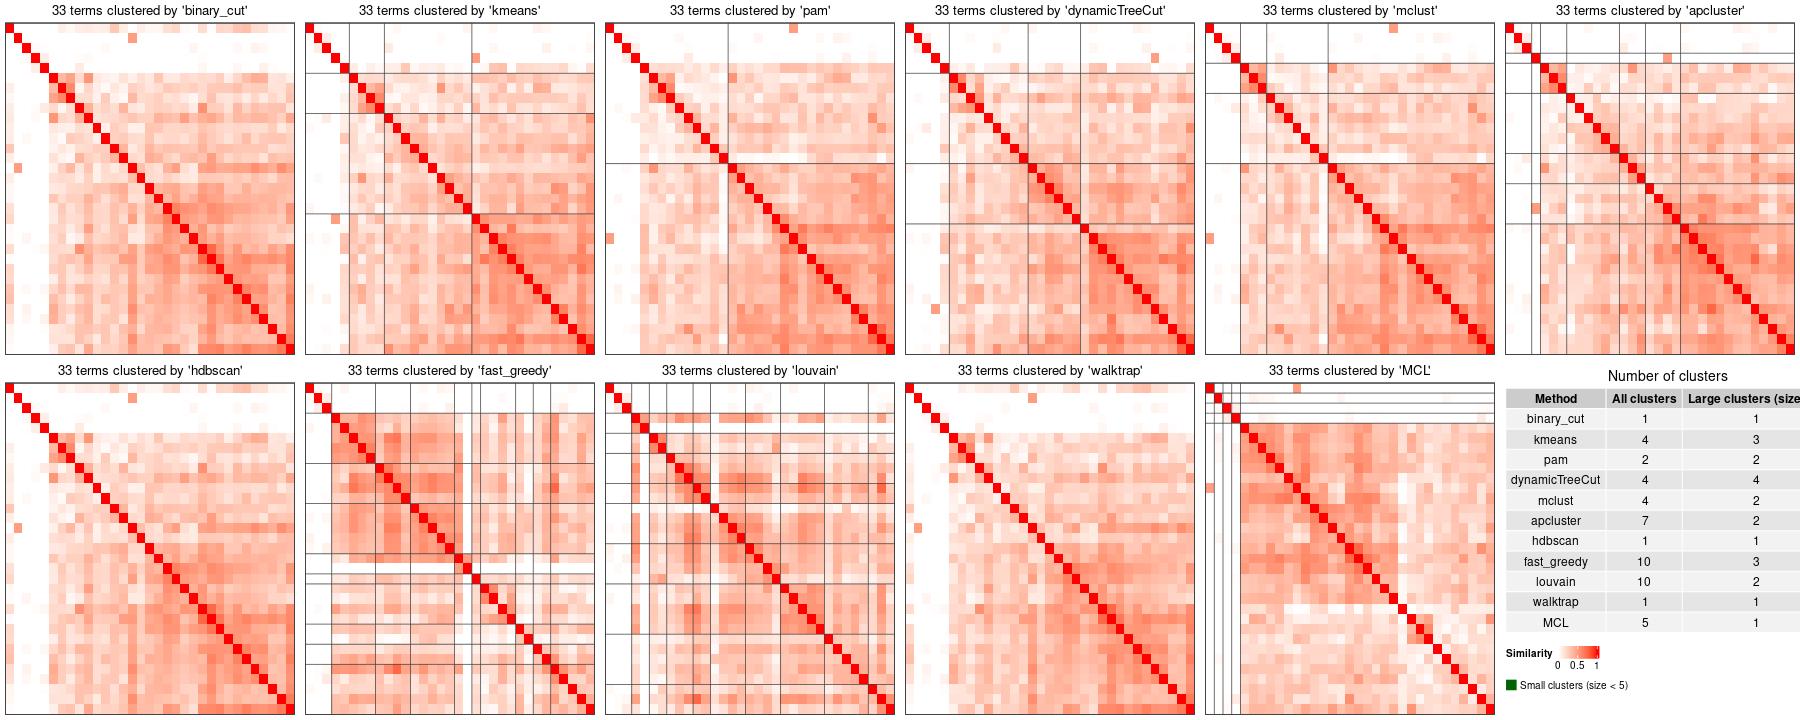 33 terms clustered by 'binary_cut'
33 terms clustered by 'kmeans'
33 terms clustered by 'pam'
33 terms clustered by 'dynamicTreeCut'
33 terms clustered by 'mclust'
33 terms clustered by 'apcluster'
33 terms clustered by 'hdbscan'
33 terms clustered by 'fast_greedy'
33 terms clustered by 'louvain'
33 terms clustered by 'walktrap'
33 terms clustered by 'MCL'
Number of clusters
Method All clusters Large clusters (size
binary_cut 1 1
kmeans 4 3
pam 2 2
dynamicTreeCut 4 4
mclust 4 2
apcluster 7 2
hdbscan 1 1
fast_greedy 10 3
louvain 10 2
walktrap 1 1
MCL 5 1
Similarity
0 0.5 1
Small clusters (size < 5)